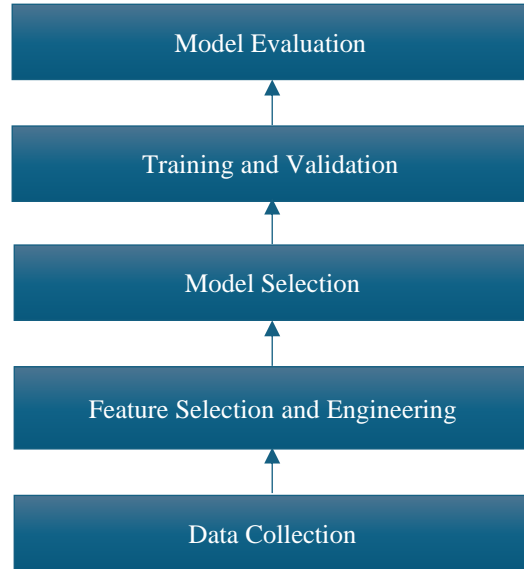 Model Evaluation
Training and Validation
Model Selection
Feature Selection and Engineering
Data Collection